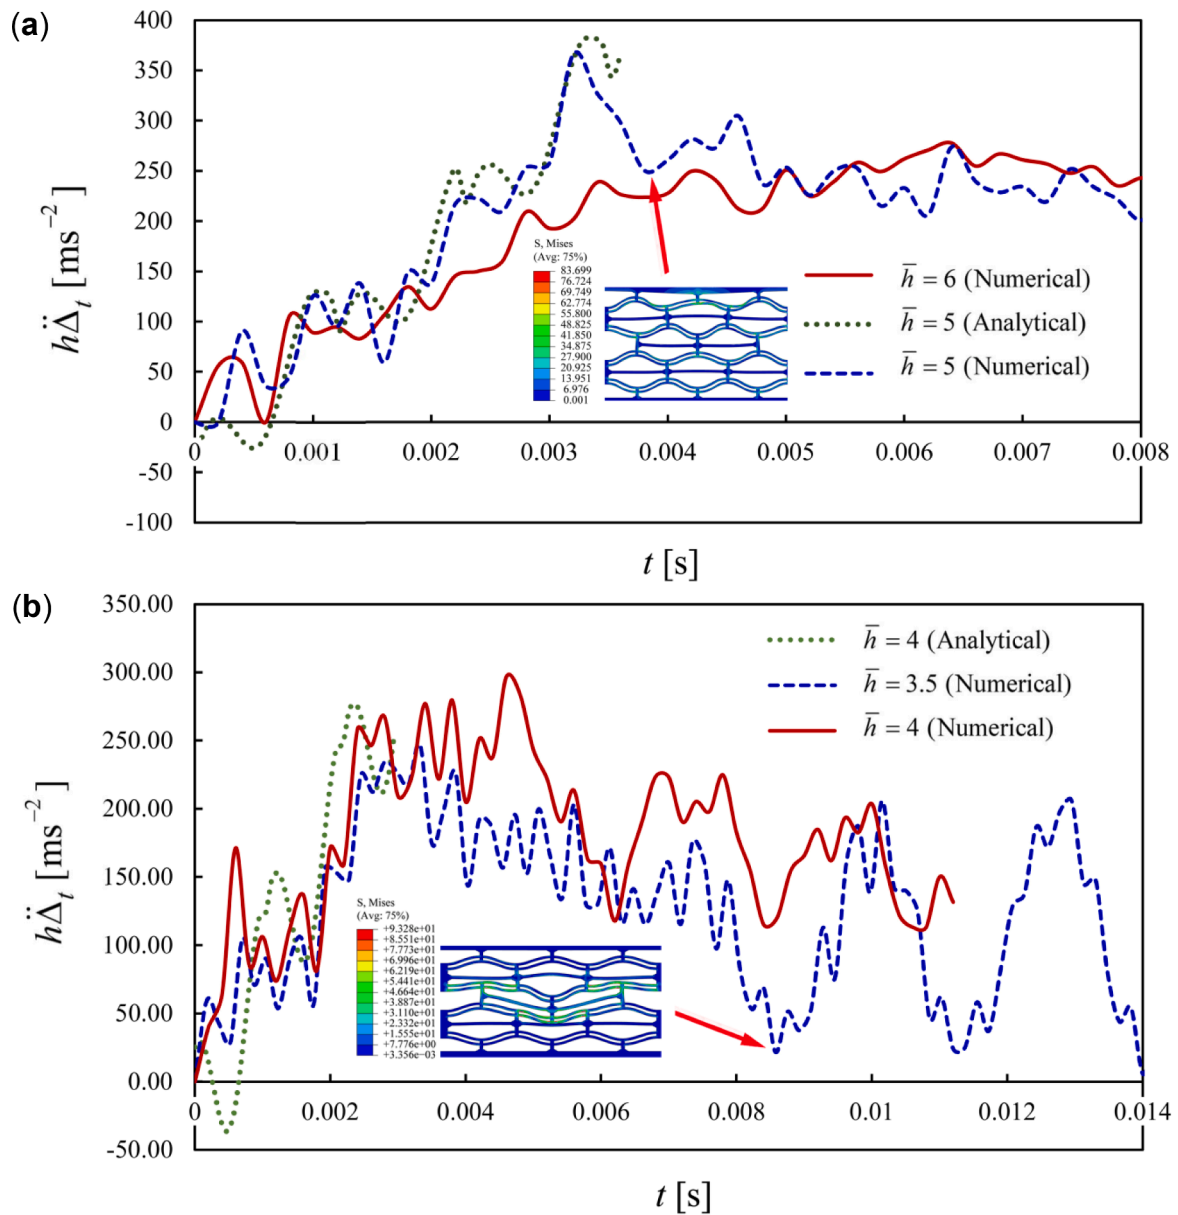 (a)
400
350
300
250
200
150
100
50
0
-50
-100
hΔ̈ₜ [ms⁻²]
S, Mises
(Avg: 75%)
83.699
76.724
69.749
62.774
55.800
48.825
41.850
34.875
27.900
20.925
13.951
6.976
0.001
h̅ = 6 (Numerical)
h̅ = 5 (Analytical)
h̅ = 5 (Numerical)
0 0.001 0.002 0.003 0.004 0.005 0.006 0.007 0.008
t [s]
(b)
350.00
300.00
250.00
200.00
150.00
100.00
50.00
0.00
-50.00
hΔ̈ₜ [ms⁻²]
h̅ = 4 (Analytical)
h̅ = 3.5 (Numerical)
h̅ = 4 (Numerical)
S, Mises
(Avg: 75%)
+9.328e+01
+8.551e+01
+7.773e+01
+6.996e+01
+6.219e+01
+5.441e+01
+4.664e+01
+3.887e+01
+3.110e+01
+2.332e+01
+1.555e+01
+7.776e+00
+3.356e−03
0 0.002 0.004 0.006 0.008 0.01 0.012 0.014
t [s]